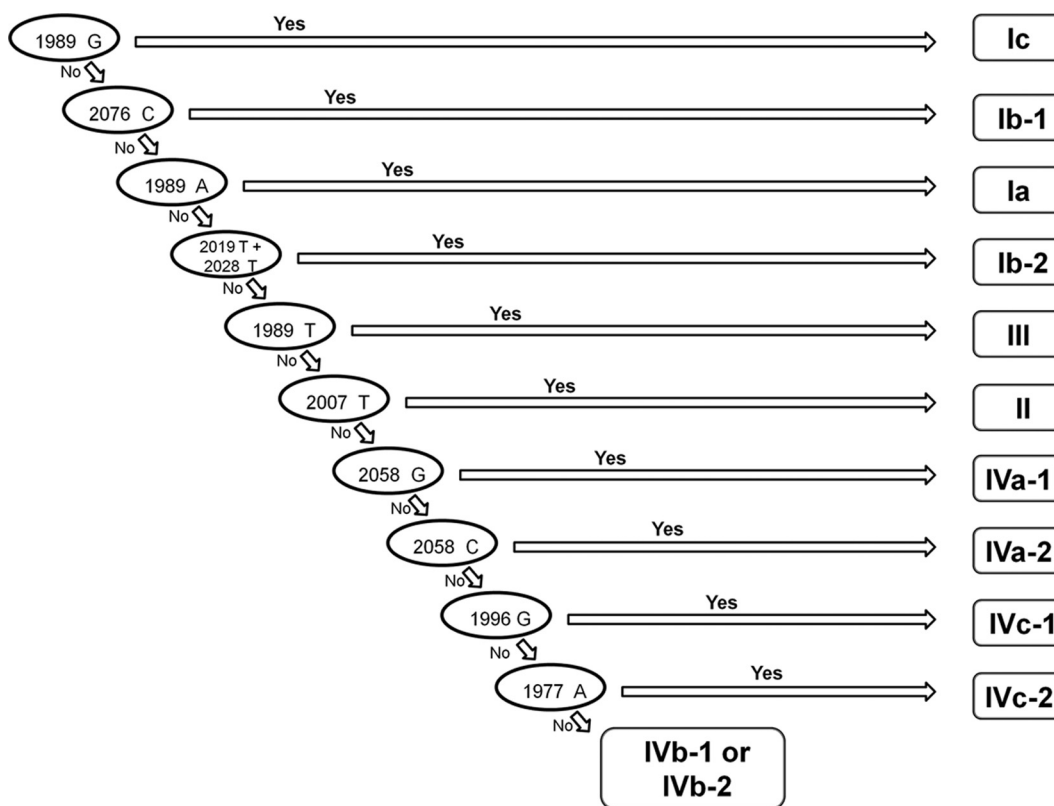 Yes
1989 G
Ic
No
Yes
2076 C
Ib-1
No
Yes
1989 A
Ia
No
Yes
2019 T +
2028 T
Ib-2
No
Yes
1989 T
III
No
Yes
2007 T
II
No
Yes
2058 G
IVa-1
No
Yes
2058 C
IVa-2
No
Yes
1996 G
IVc-1
No
Yes
1977 A
IVc-2
No
IVb-1 or
IVb-2